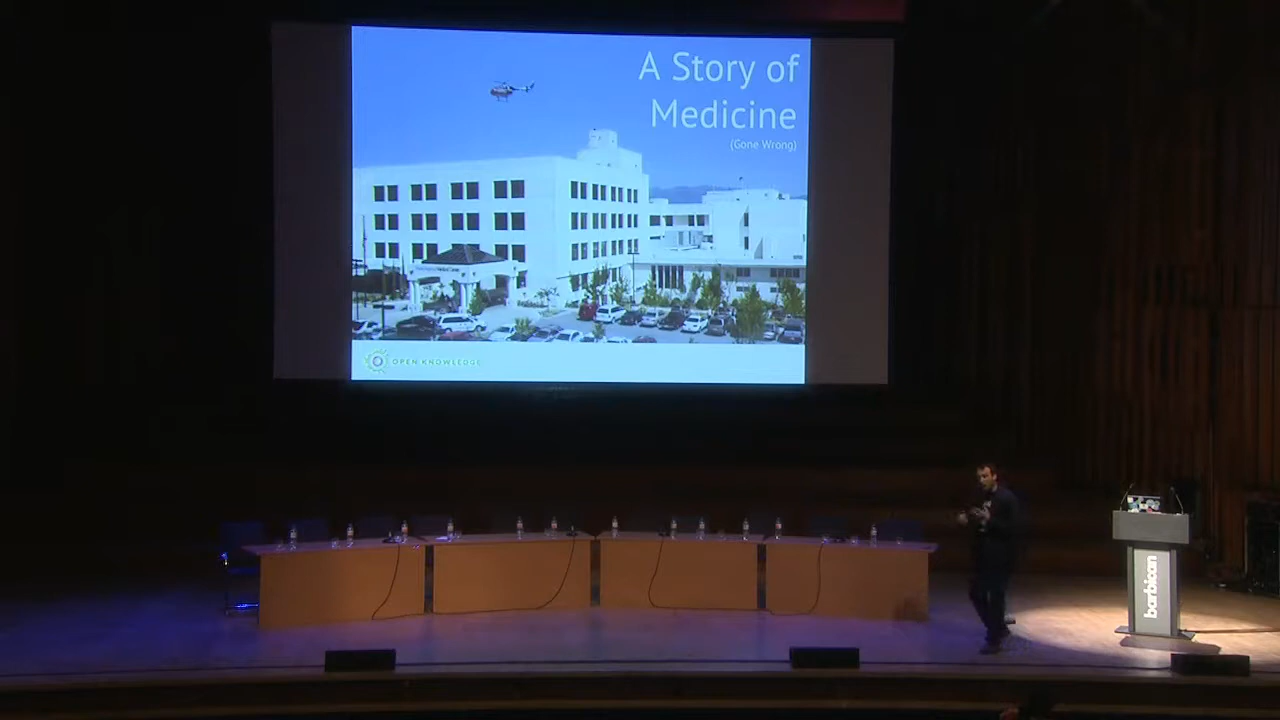 A Story of
Medicine
(Gone Wrong)
OPEN KNOWLEDGE
barbican